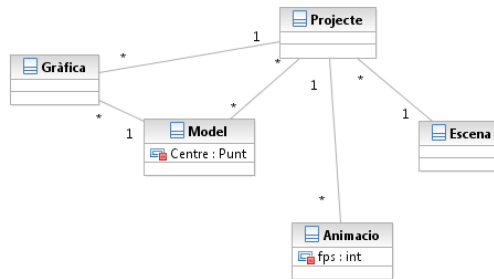 Projecte
1
*
Gràfica
*
1
*
*
Model
Centre : Punt
1
*
*
1
Escena
Animacio
fps : int